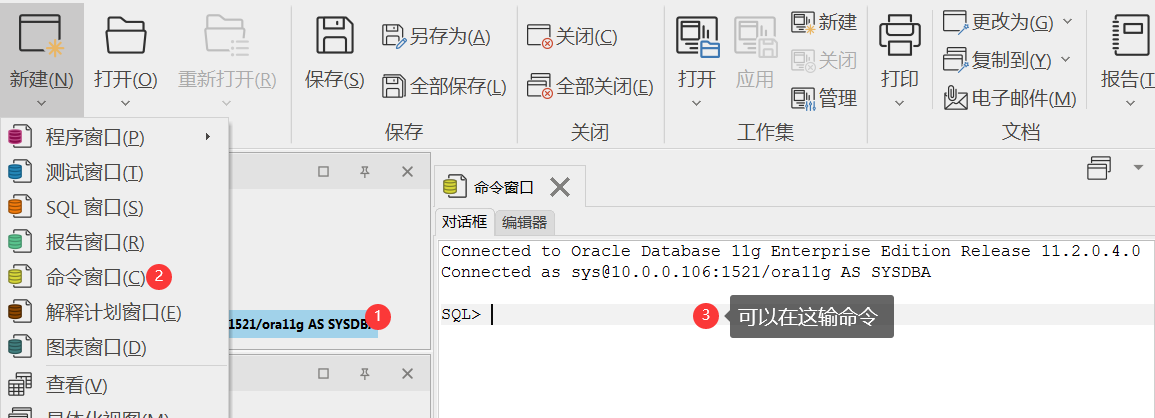 新建(N)
打开(O)
重新打开(R)
保存(S)
另存为(A)
全部保存(L)
保存
关闭(C)
全部关闭(E)
关闭
打开
应用
新建
关闭
管理
工作集
打印
更改为(G)
复制到(Y)
电子邮件(M)
文档
报告(T
程序窗口(P)
测试窗口(T)
SQL 窗口(S)
报告窗口(R)
命令窗口(C) 2
解释计划窗口(E)
图表窗口(D)
查看(V)
具体化视图(M)
1521/ora11g AS SYSDBA 1
命令窗口
对话框 编辑器
Connected to Oracle Database 11g Enterprise Edition Release 11.2.0.4.0
Connected as sys@10.0.0.106:1521/ora11g AS SYSDBA
SQL>
3 可以在这输命令